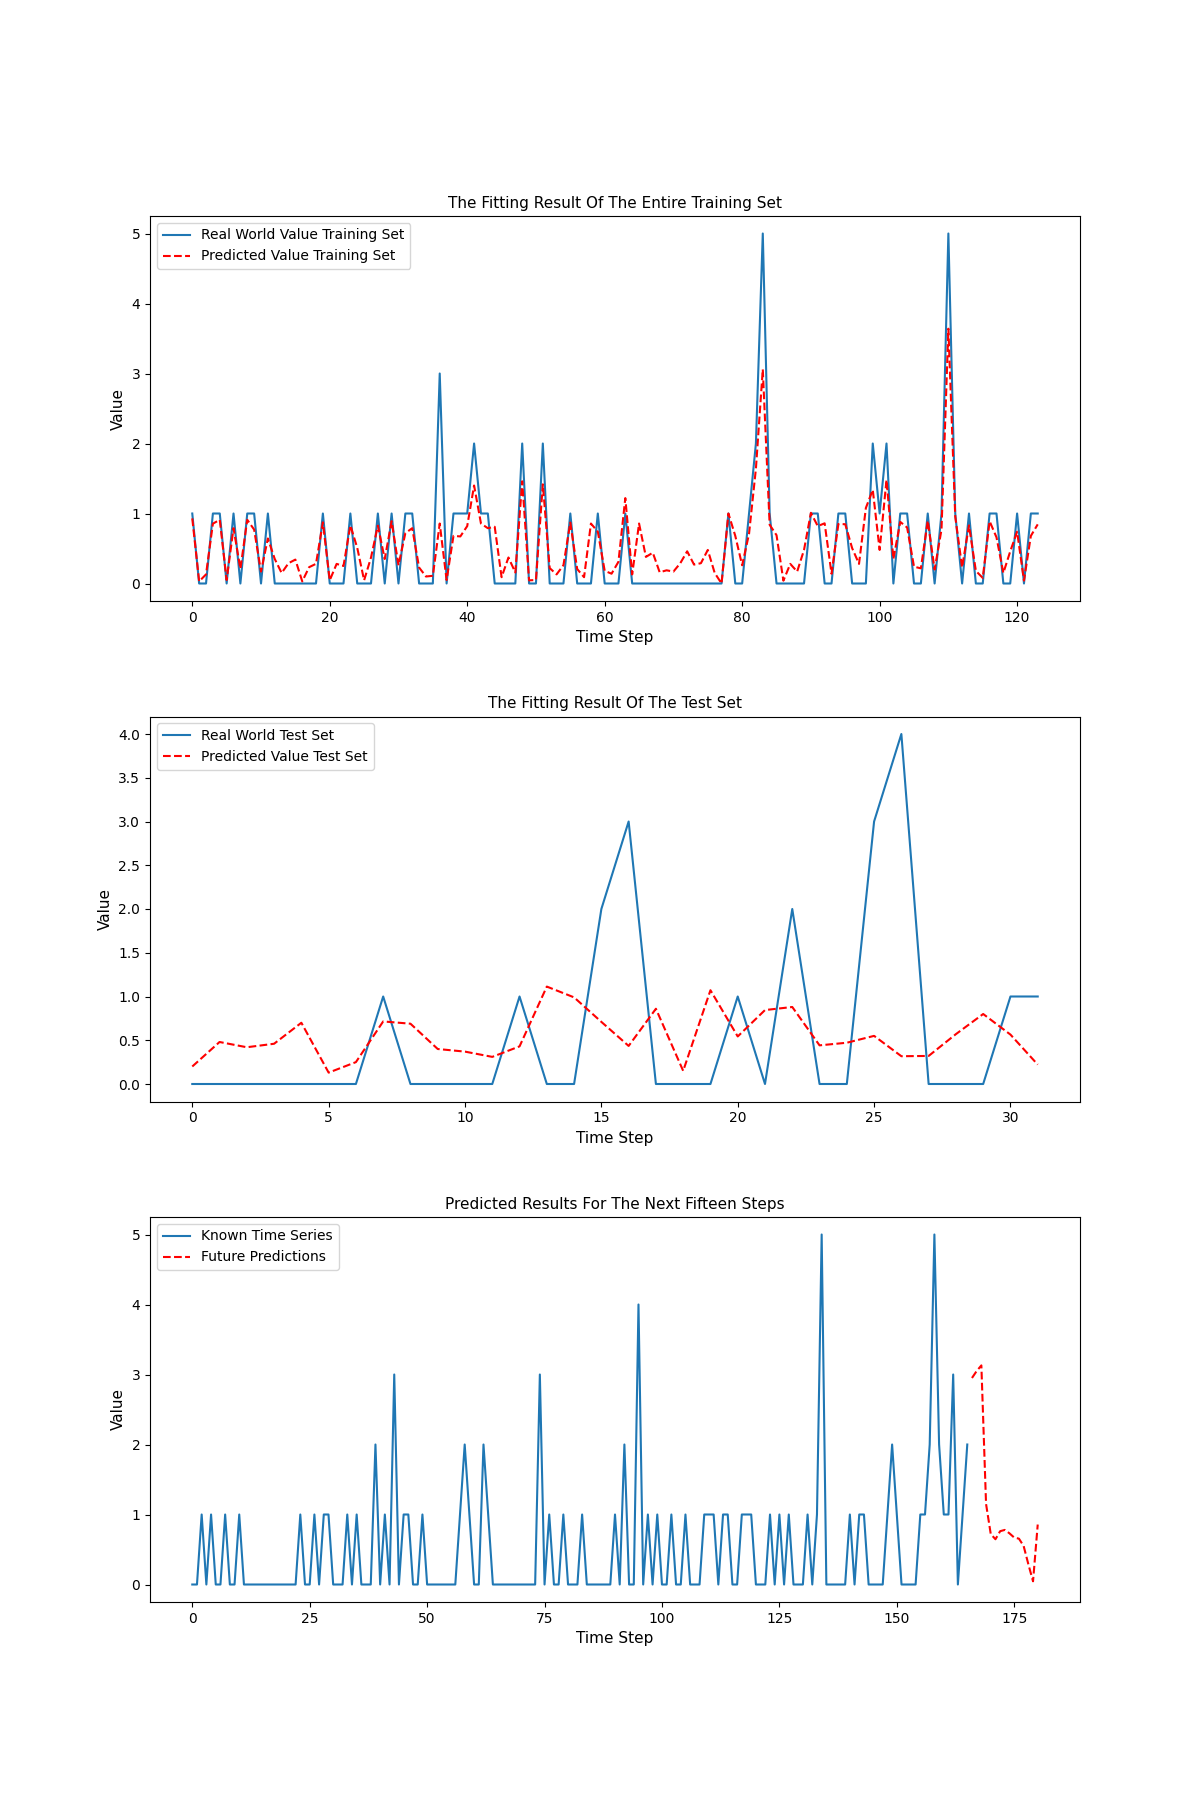 The Fitting Result Of The Entire Training Set
Real World Value Training Set
Predicted Value Training Set
5
4
3
2
1
0
Value
0 20 40 60 80 100 120
Time Step
The Fitting Result Of The Test Set
Real World Test Set
Predicted Value Test Set
4.0
3.5
3.0
2.5
2.0
1.5
1.0
0.5
0.0
Value
0 5 10 15 20 25 30
Time Step
Predicted Results For The Next Fifteen Steps
Known Time Series
Future Predictions
5
4
3
2
1
0
Value
0 25 50 75 100 125 150 175
Time Step